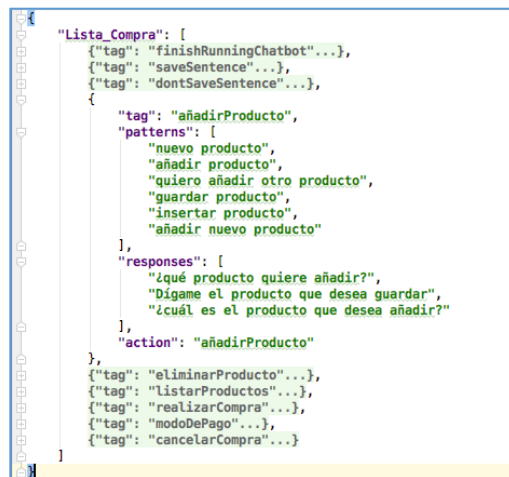 {
"Lista_Compra": [
{"tag": "finishRunningChatbot"...},
{"tag": "saveSentence"...},
{"tag": "dontSaveSentence"...},
{
"tag": "añadirProducto",
"patterns": [
"nuevo producto",
"añadir producto",
"quiero añadir otro producto",
"guardar producto",
"insertar producto",
"añadir nuevo producto"
],
"responses": [
"¿qué producto quiere añadir?",
"Dígame el producto que desea guardar",
"¿cuál es el producto que desea añadir?"
],
"action": "añadirProducto"
},
{"tag": "eliminarProducto"...},
{"tag": "listarProductos"...},
{"tag": "realizarCompra"...},
{"tag": "modoDePago"...},
{"tag": "cancelarCompra"...}
]
}